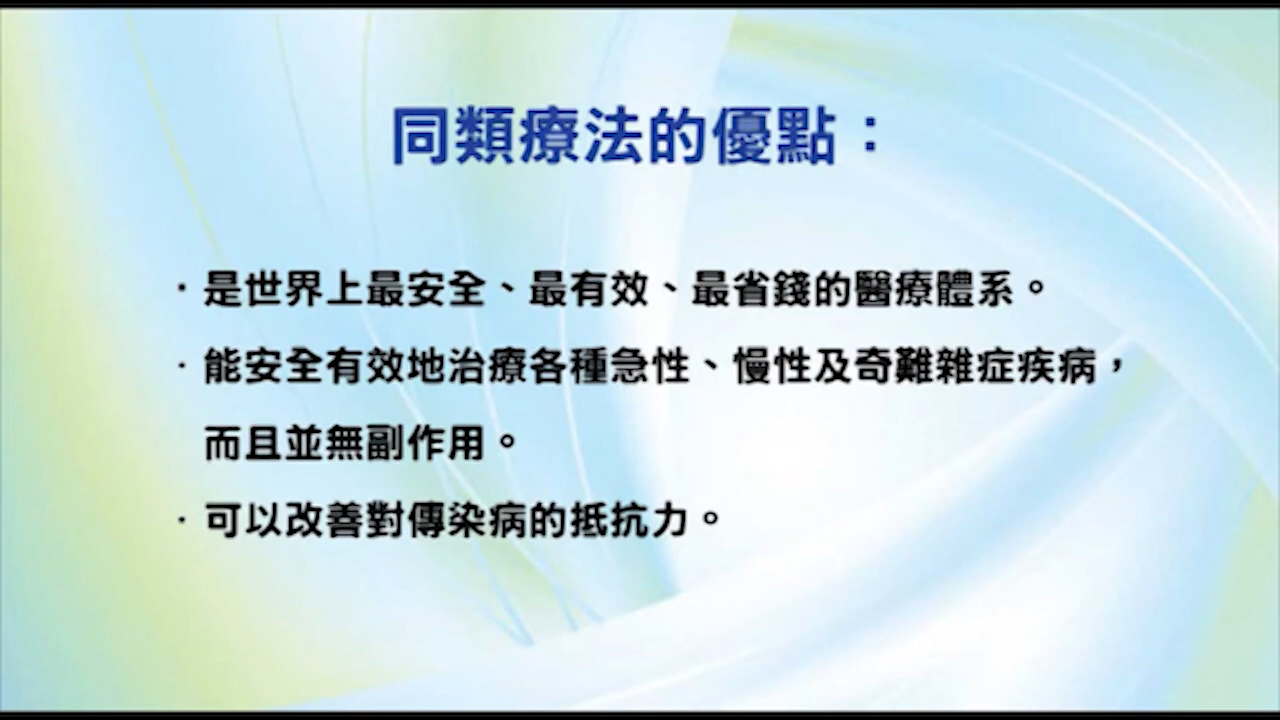 同類療法的優點：
· 是世界上最安全、最有效、最省錢的醫療體系。
· 能安全有效地治療各種急性、慢性及奇難雜症疾病，
而且並無副作用。
· 可以改善對傳染病的抵抗力。